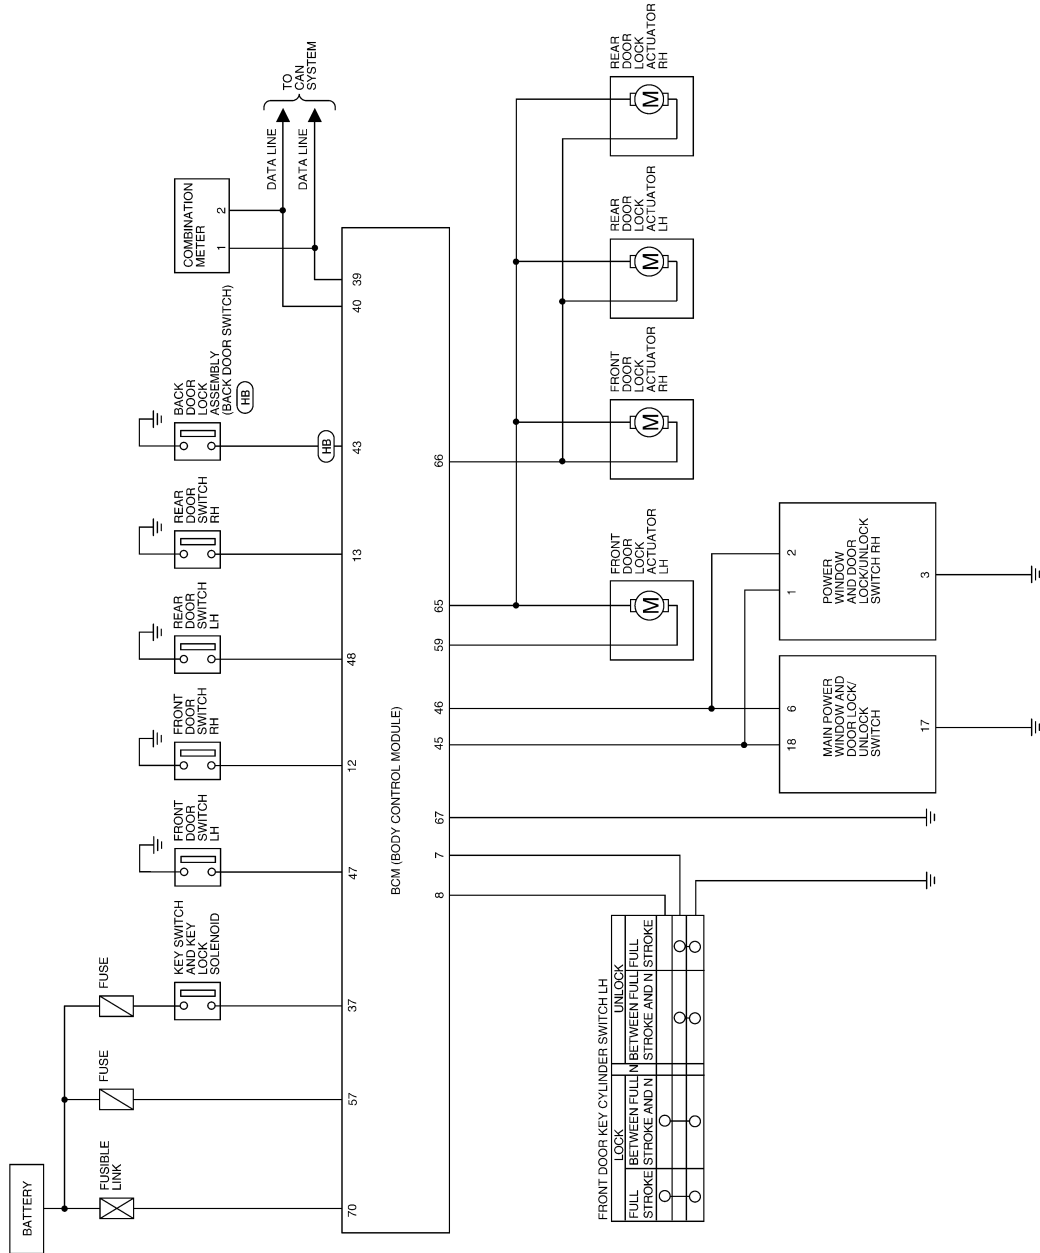 BATTERY
FUSIBLE
LINK
FUSE
FUSE
KEY SWITCH
AND KEY
LOCK
SOLENOID
FRONT
DOOR
SWITCH
LH
FRONT
DOOR
SWITCH
RH
REAR
DOOR
SWITCH
LH
REAR
DOOR
SWITCH
RH
BACK
DOOR
LOCK
ASSEMBLY
(BACK DOOR SWITCH)
HB
HB
COMBINATION
METER
1
2
DATA LINE
DATA LINE
TO
CAN
SYSTEM
70
57
37
47
12
48
13
43
40
39
BCM (BODY CONTROL MODULE)
8
7
67
45
46
59
65
66
FRONT DOOR KEY CYLINDER SWITCH LH
LOCK
UNLOCK
FULL
STROKE
BETWEEN FULL
STROKE AND N
N
BETWEEN FULL
STROKE AND N
FULL
STROKE
FRONT
DOOR
LOCK
ACTUATOR
LH
M
FRONT
DOOR
LOCK
ACTUATOR
RH
M
REAR
DOOR
LOCK
ACTUATOR
LH
M
REAR
DOOR
LOCK
ACTUATOR
RH
M
18
6
MAIN POWER
WINDOW AND
DOOR LOCK/
UNLOCK
SWITCH
17
1
2
POWER
WINDOW
AND DOOR
LOCK/UNLOCK
SWITCH RH
3